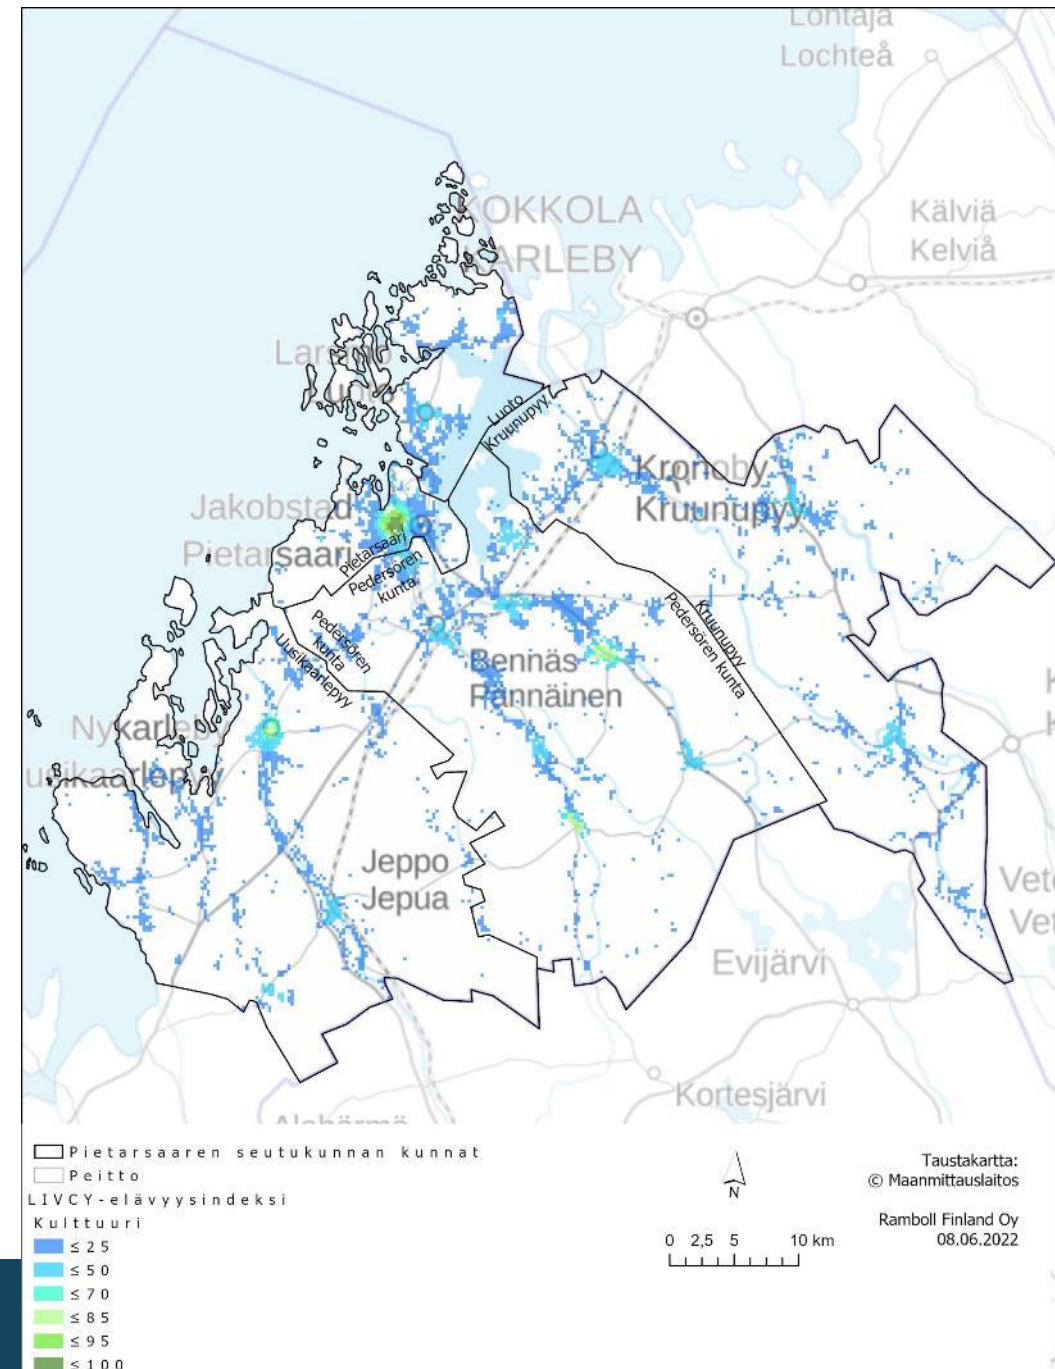 Lohtaja
Lochteå
KOKKOLA
KARLEBY
Kälviä
Kelviå
Larsmo
Luoto
Luoto
Kruunupyy
Kronoby
Kruunupyy
Jakobstad
Pietarsaari
Pietarsaari
Pedersören
kunta
Pedersören
kunta
Uusikaarlepyy
Kruunupyy
Pedersören kunta
Bennäs
Pännäinen
Nykarleby
Uusikaarlepyy
Jeppo
Jepua
Evijärvi
Kortesjärvi
Pietarsaaren seutukunnan kunnat
Peitto
LIVCY-elävyysindeksi
Kulttuuri
≤25
≤50
≤70
≤85
≤95
≤100
N
0 2,5 5 10 km
Taustakartta:
© Maanmittauslaitos
Ramboll Finland Oy
08.06.2022